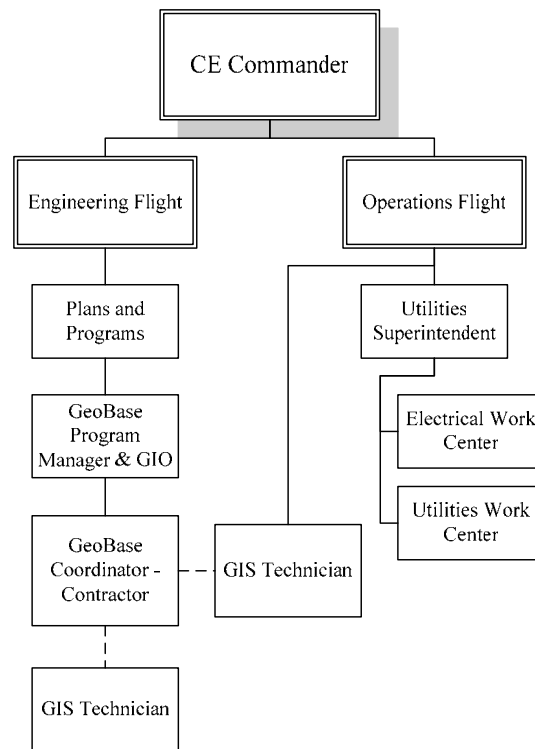 CE Commander
Engineering Flight
Operations Flight
Plans and
Programs
Utilities
Superintendent
GeoBase
Program
Manager & GIO
Electrical Work
Center
Utilities Work
Center
GeoBase
Coordinator -
Contractor
GIS Technician
GIS Technician